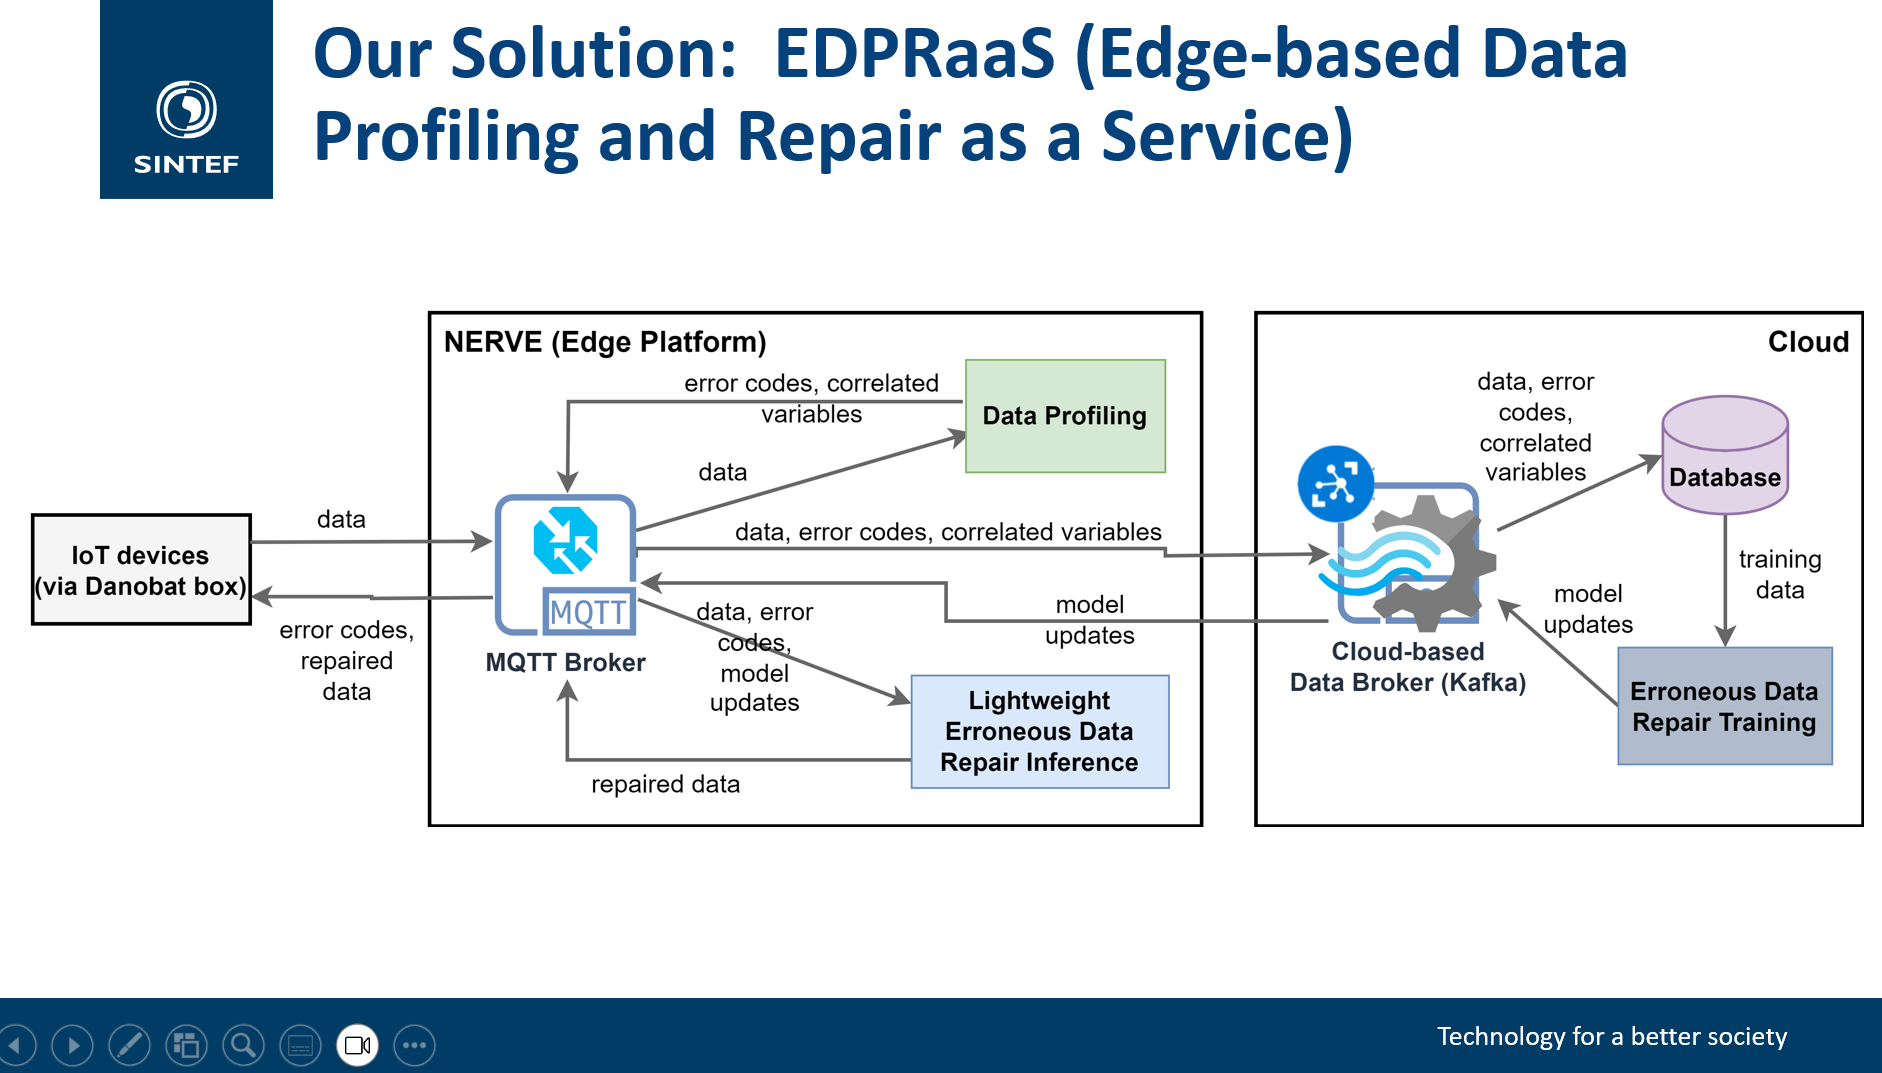 SINTEF
Our Solution:  EDPRaaS (Edge-based Data
Profiling and Repair as a Service)
NERVE (Edge Platform)
error codes, correlated
variables
Data Profiling
data
data
IoT devices
(via Danobat box)
error codes,
repaired
data
MQTT
MQTT Broker
data, error codes, correlated variables
model
updates
data, error
codes,
model
updates
Lightweight
Erroneous Data
Repair Inference
repaired data
Cloud
data, error
codes,
correlated
variables
Database
training
data
model
updates
Cloud-based
Data Broker (Kafka)
Erroneous Data
Repair Training
Technology for a better society